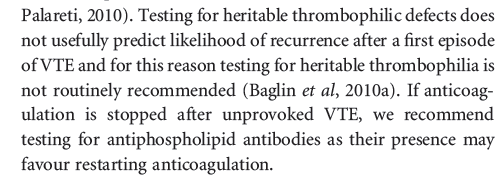 Palareti, 2010). Testing for heritable thrombophilic defects does
not usefully predict likelihood of recurrence after a first episode
of VTE and for this reason testing for heritable thrombophilia is
not routinely recommended (Baglin et al, 2010a). If anticoag-
ulation is stopped after unprovoked VTE, we recommend
testing for antiphospholipid antibodies as their presence may
favour restarting anticoagulation.